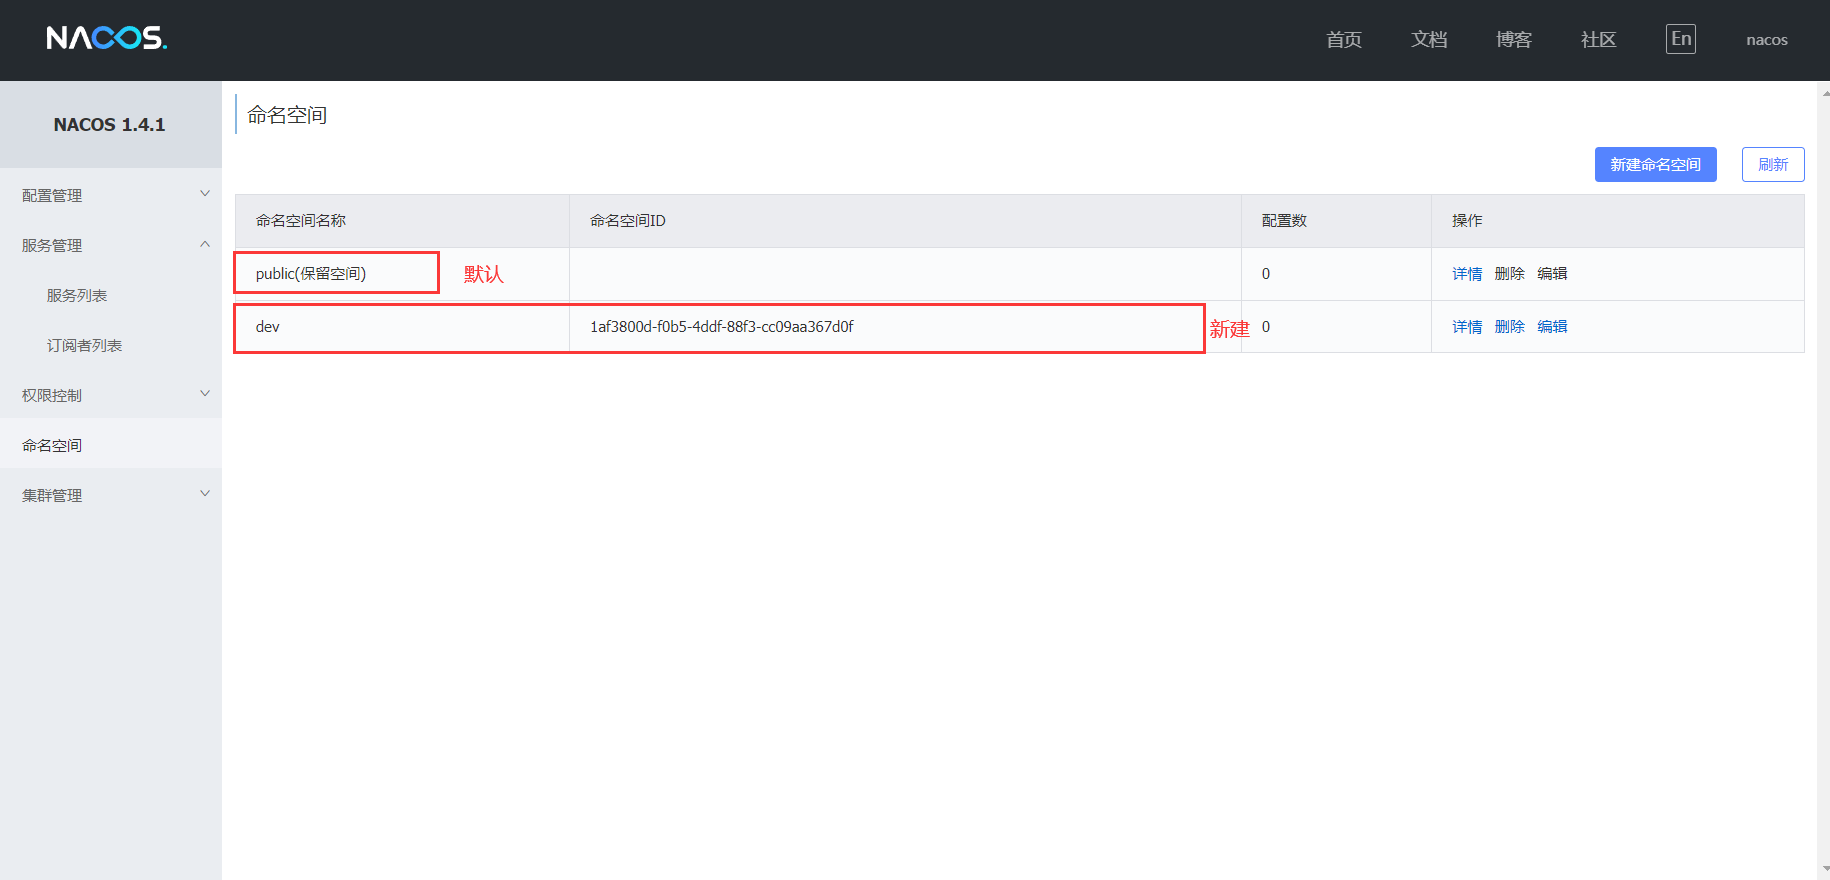 NACOS.
首页 文档 博客 社区 En nacos
NACOS 1.4.1
配置管理
服务管理
服务列表
订阅者列表
权限控制
命名空间
集群管理
命名空间
新建命名空间 刷新
命名空间名称 命名空间ID 配置数 操作
public(保留空间) 默认 0 详情 删除 编辑
dev 1af3800d-f0b5-4ddf-88f3-cc09aa367d0f 新建 0 详情 删除 编辑